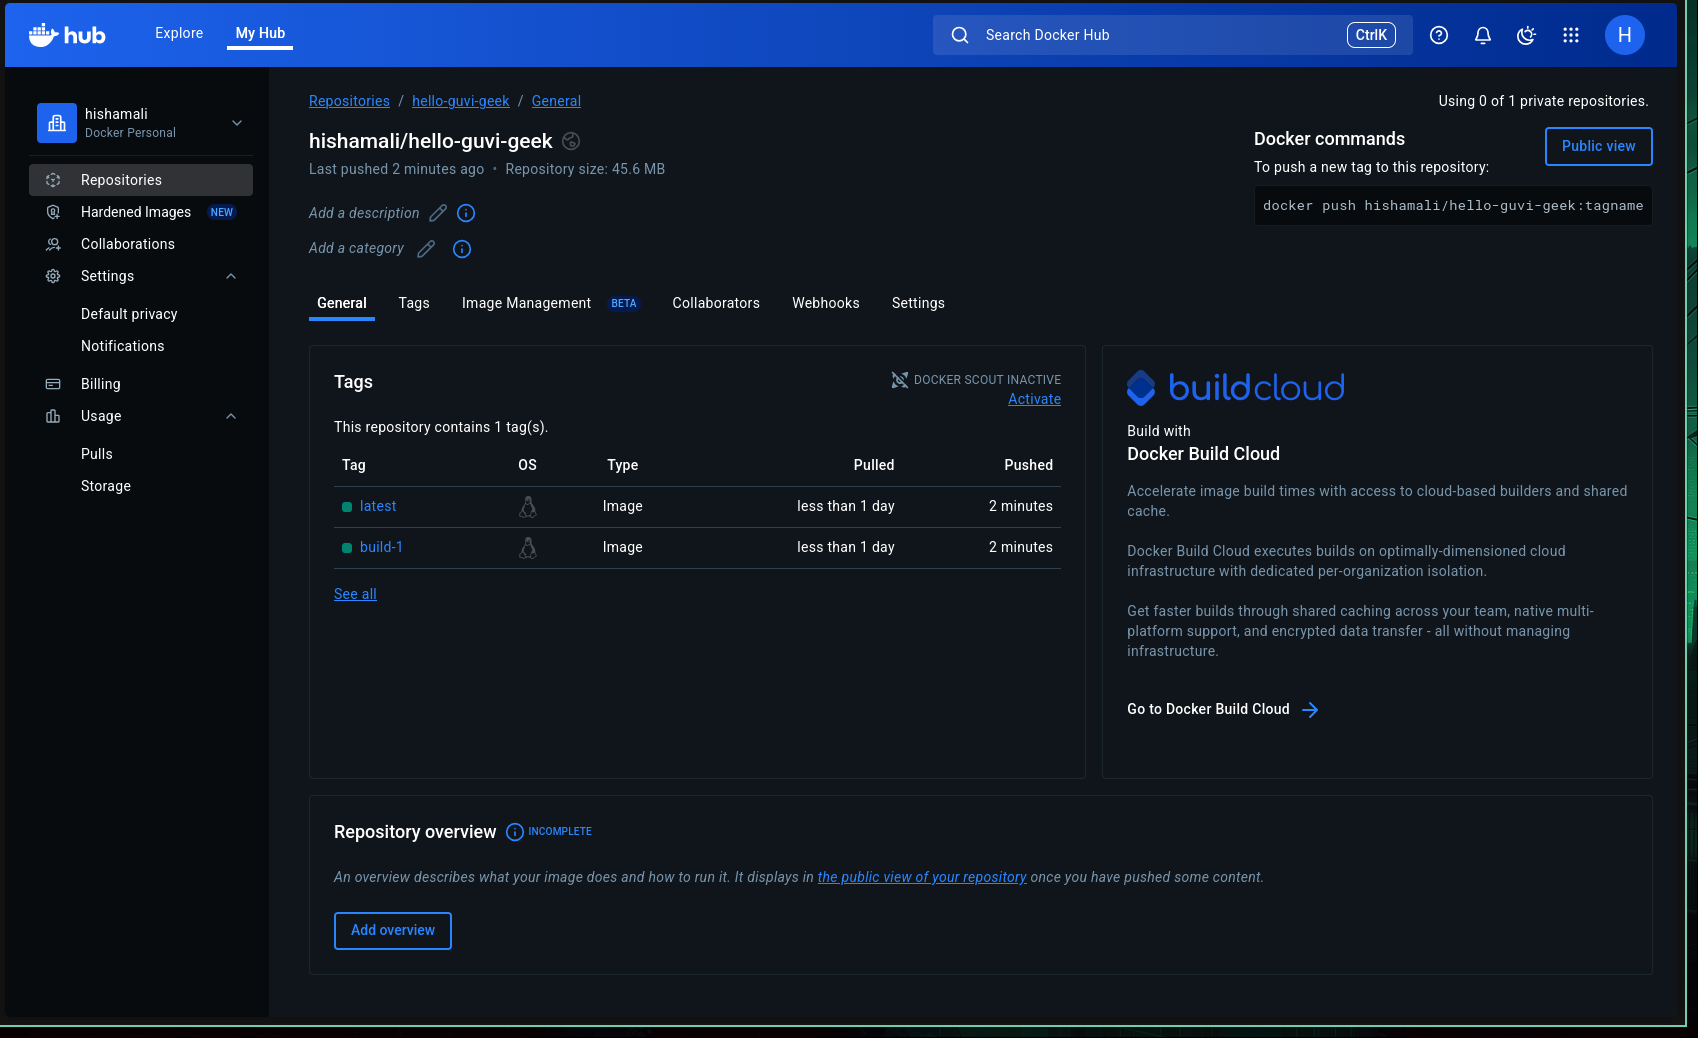 hub
Explore
My Hub
Search Docker Hub
CtrlK
H
hishamali
Docker Personal
Repositories
Hardened Images NEW
Collaborations
Settings
Default privacy
Notifications
Billing
Usage
Pulls
Storage
Repositories / hello-guvi-geek / General
Using 0 of 1 private repositories.
hishamali/hello-guvi-geek
Last pushed 2 minutes ago • Repository size: 45.6 MB
Add a description
Add a category
Docker commands
Public view
To push a new tag to this repository:
docker push hishamali/hello-guvi-geek:tagname
General Tags Image Management BETA Collaborators Webhooks Settings
Tags
DOCKER SCOUT INACTIVE
Activate
This repository contains 1 tag(s).
Tag OS Type Pulled Pushed
latest Image less than 1 day 2 minutes
build-1 Image less than 1 day 2 minutes
See all
buildcloud
Build with
Docker Build Cloud
Accelerate image build times with access to cloud-based builders and shared
cache.
Docker Build Cloud executes builds on optimally-dimensioned cloud
infrastructure with dedicated per-organization isolation.
Get faster builds through shared caching across your team, native multi-
platform support, and encrypted data transfer - all without managing
infrastructure.
Go to Docker Build Cloud
Repository overview INCOMPLETE
An overview describes what your image does and how to run it. It displays in the public view of your repository once you have pushed some content.
Add overview